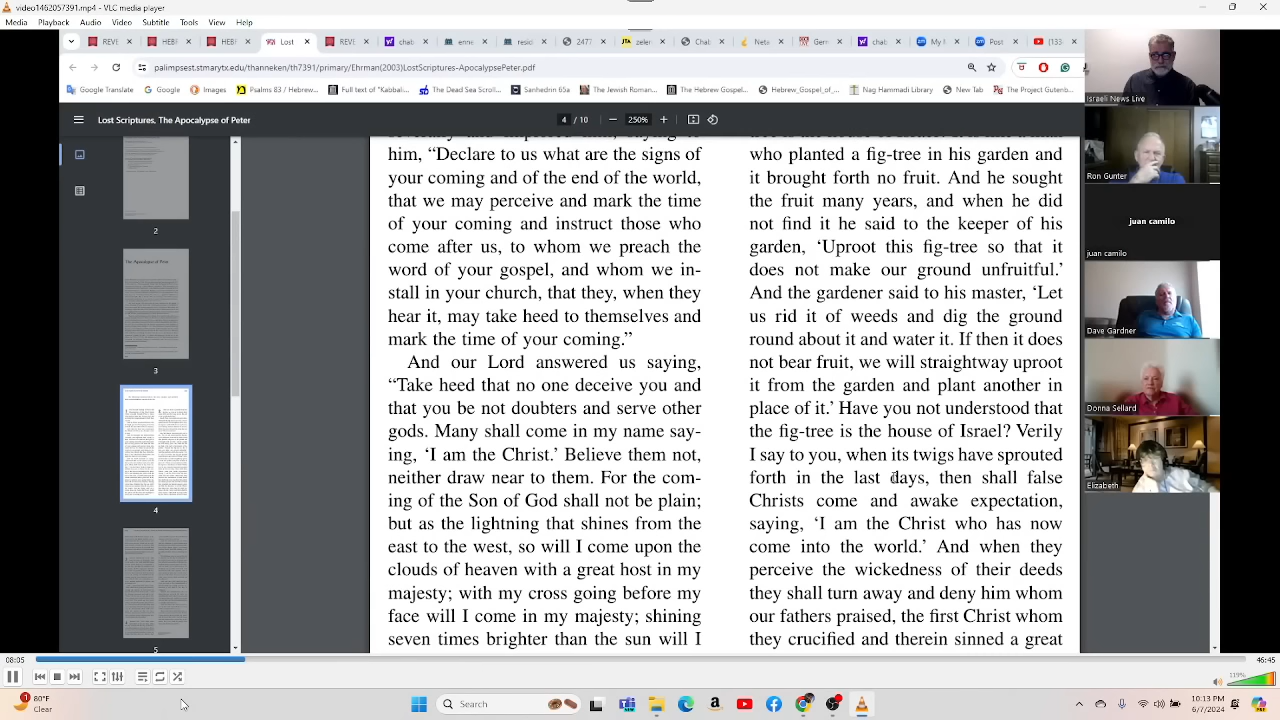 video1462057391.mp4 - VLC media player
Media Playback Audio Video Subtitle Tools View Help
REVE
HEBI
HEBI
Lost
REVE
zeler
My I
Post
(133
palimpsest.stmarytx.edu/thanneken/th7391/primary/Ehrman(2003)LostScriptures-ApocalypsePeter.pdf
Google Translate
Google
Images
Psalms 83 / Hebrew...
Full text of "Kabbali...
The Dead Sea Scroll...
Sanhedrin 65a
The Jewish Roman...
The Hebrew Gospel...
Hebrew_Gospel_of_...
Nag Hammadi Library
New Tab
The Project Gutenb...
Lost Scriptures, The Apocalypse of Peter
4 / 10
250%
2
The Apocalypse of Peter
3
4
5
him, "Declare to us what are the signs of
your coming and of the end of the world,
that we may perceive and mark the time
of your coming and instruct those who
come after us, to whom we preach the
word of your gospel, and whom we in-
stall in your church, that they, when they
hear it, may take heed to themselves and
mark the time of your coming."
And our Lord answered us saying,
"Take heed that no one deceive you and
that you be not doubters and serve other
gods. Many shall come in my name say-
ing, 'I am the Christ.' Believe them not,
neither draw near to them. For the com-
ing of the Son of God shall not be plain;
but as the lightning that shines from the
east to the west, so will I come upon the
clouds of heaven with a great host in my
majesty; with my cross going before my
face will I come in my majesty; shining
seven times brighter than the sun will I
who planted a fig-tree in his garden and
it brought forth no fruit. And he sought
the fruit many years, and when he did
not find it he said to the keeper of his
garden, 'Uproot this fig-tree so that it
does not make our ground unfruitful.'
And the gardener said to his master, 'Let
us rid it of weeds and dig the ground
round about it and water it. If then it does
not bear fruit, we will straightway uproot
it from the garden and plant another in
place of it.' Have you not understood that
the fig-tree is the house of Israel? Verily
I say to you, when its twigs have sprouted
forth in the last days, then shall false
Christs come and awake expectation,
saying, 'I am the Christ who has now
come into the world.' And when they
perceive the wickedness of their deeds
they shall turn away and deny him whom
our fathers praised, the first Christ whom
they crucified and therein sinned a great
Israeli News Live
Ron Gunter
juan camilo
juan camilo
Dave Gardner
Donna Sellard
Elizabeth
08:05
46:45
119%
1
80°F
Clear
Search
10:13 PM
6/7/2024